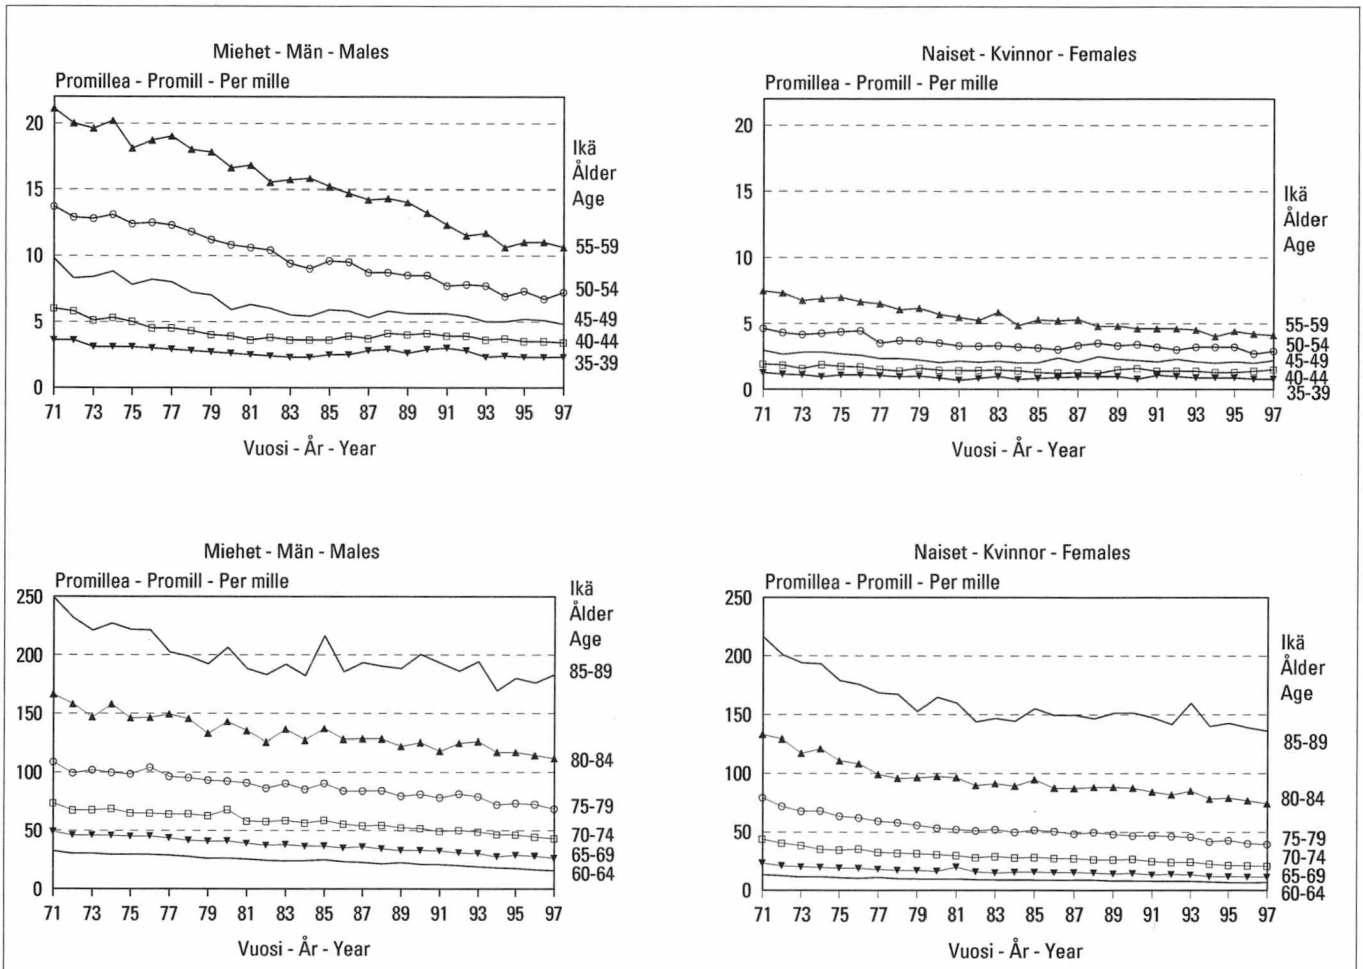 Miehet - Män - Males
Promillea - Promill - Per mille
20
15
10
5
0
71 73 75 77 79 81 83 85 87 89 91 93 95 97
Vuosi - År - Year
Ikä
Ålder
Age
55-59
50-54
45-49
40-44
35-39
Naiset - Kvinnor - Females
Promillea - Promill - Per mille
20
15
10
5
0
71 73 75 77 79 81 83 85 87 89 91 93 95 97
Vuosi - År - Year
Ikä
Ålder
Age
55-59
50-54
45-49
40-44
35-39
Miehet - Män - Males
Promillea - Promill - Per mille
250
200
150
100
50
0
71 73 75 77 79 81 83 85 87 89 91 93 95 97
Vuosi - År - Year
Ikä
Ålder
Age
85-89
80-84
75-79
70-74
65-69
60-64
Naiset - Kvinnor - Females
Promillea - Promill - Per mille
250
200
150
100
50
0
71 73 75 77 79 81 83 85 87 89 91 93 95 97
Vuosi - År - Year
Ikä
Ålder
Age
85-89
80-84
75-79
70-74
65-69
60-64